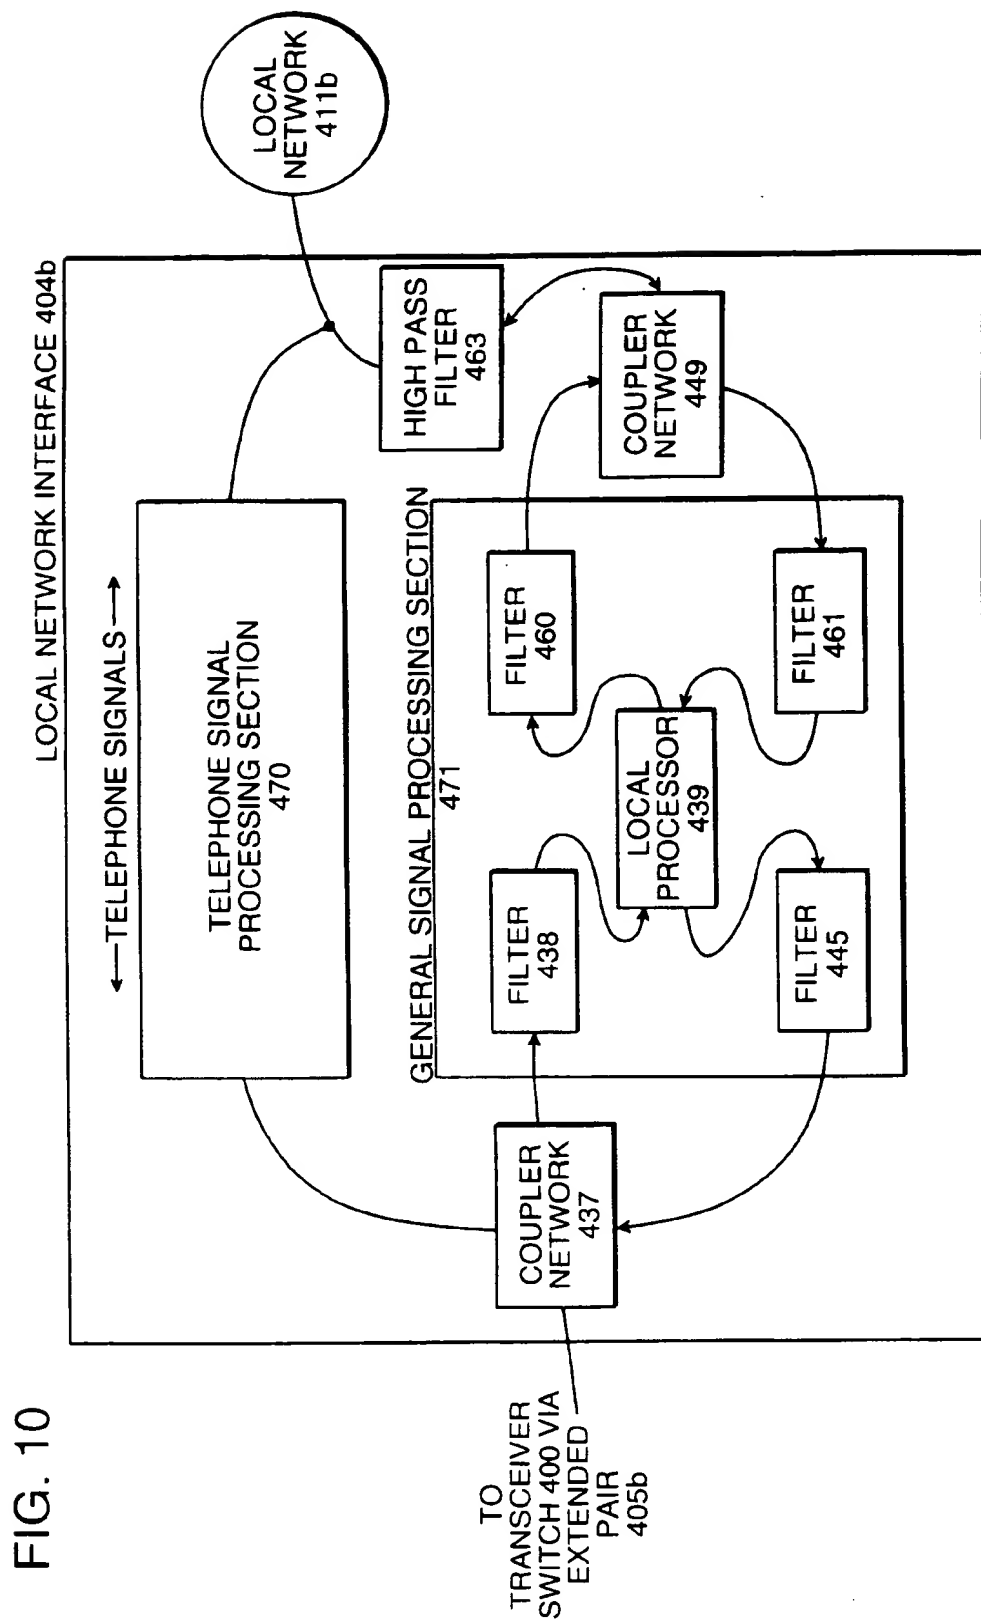 FIG. 10
LOCAL NETWORK INTERFACE 404b
TELEPHONE SIGNALS
TELEPHONE SIGNAL
PROCESSING SECTION
470
LOCAL
NETWORK
411b
HIGH PASS
FILTER
463
GENERAL SIGNAL PROCESSING SECTION
471
COUPLER
NETWORK
437
FILTER
438
LOCAL
PROCESSOR
439
FILTER
460
COUPLER
NETWORK
449
FILTER
445
FILTER
461
TO
TRANSCEIVER
SWITCH 400 VIA
EXTENDED
PAIR
405b